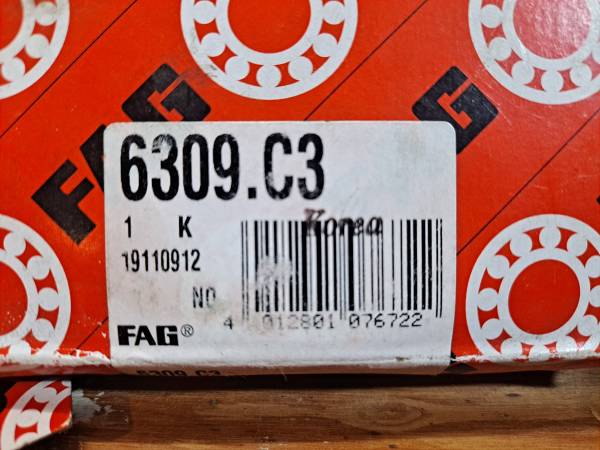 FAG
FAG
6309.C3
1 K
Korea
19110912
NO
4 012801 076722
FAG®
6309.C3